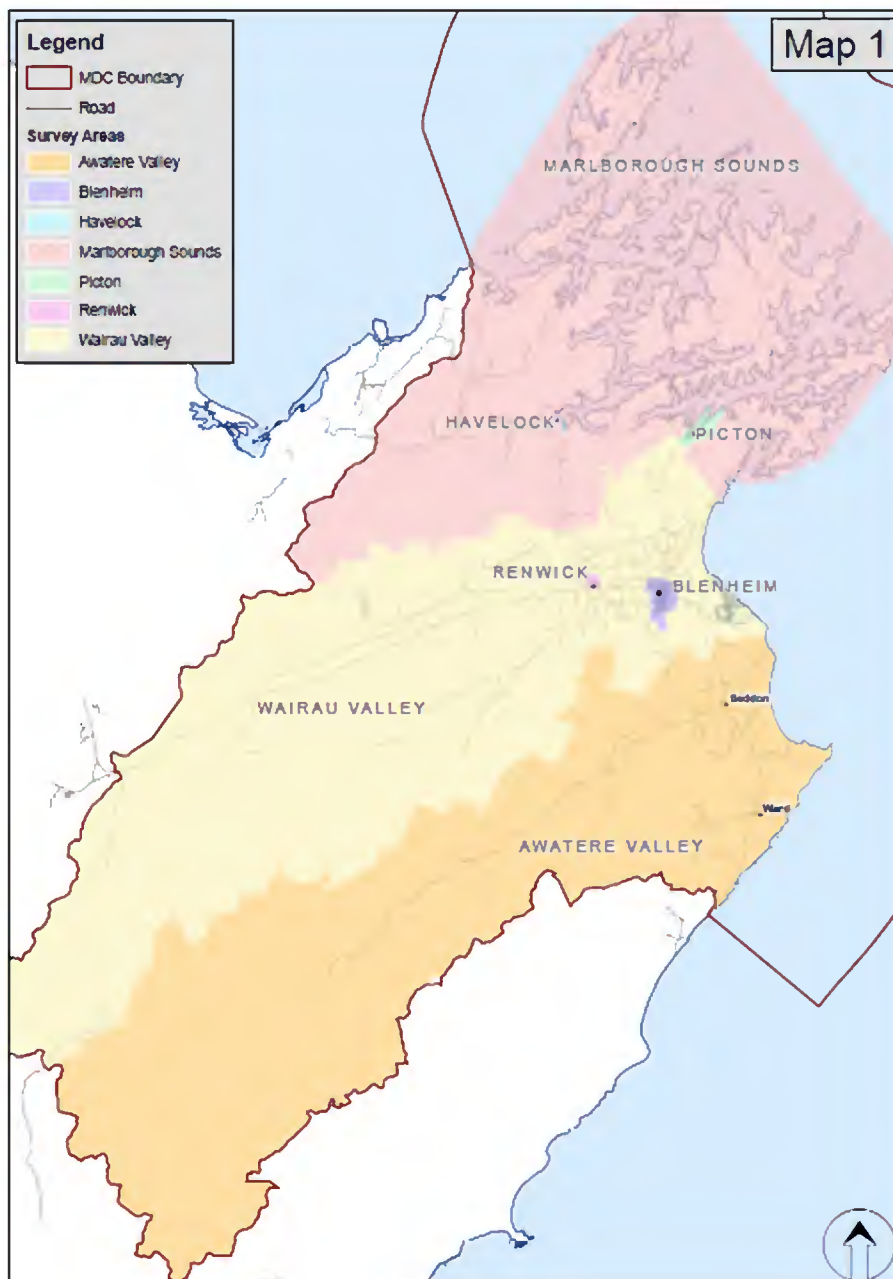 Legend
MDC Boundary
Road
Survey Areas
Awatere Valley
Blenheim
Havelock
Marlborough Sounds
Picton
Renwick
Wairau Valley
Map 1
MARLBOROUGH SOUNDS
HAVELOCK
PICTON
RENWICK
BLENHEIM
Seddon
WAIRAU VALLEY
Ward
AWATERE VALLEY